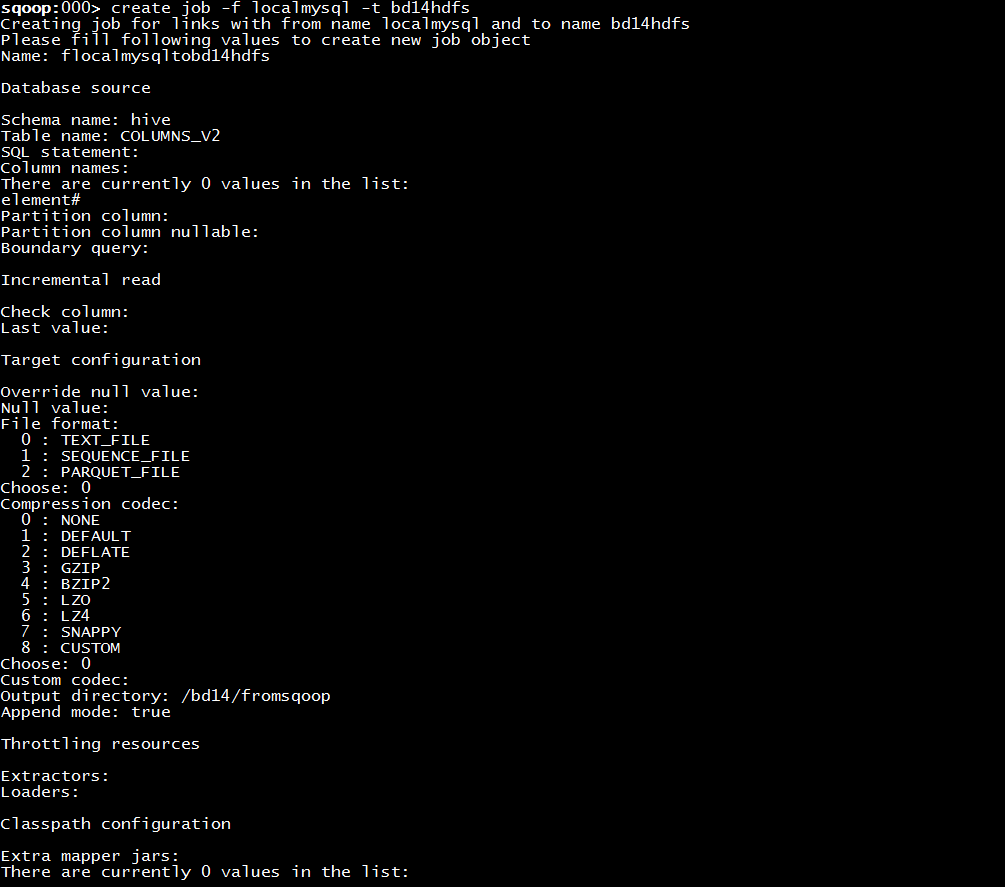 sqoop:000> create job -f localmysql -t bd14hdfs
Creating job for links with from name localmysql and to name bd14hdfs
Please fill following values to create new job object
Name: flocalmysqltobd14hdfs
Database source
Schema name: hive
Table name: COLUMNS_V2
SQL statement:
Column names:
There are currently 0 values in the list:
element#
Partition column:
Partition column nullable:
Boundary query:
Incremental read
Check column:
Last value:
Target configuration
Override null value:
Null value:
File format:
  0 : TEXT_FILE
  1 : SEQUENCE_FILE
  2 : PARQUET_FILE
Choose: 0
Compression codec:
  0 : NONE
  1 : DEFAULT
  2 : DEFLATE
  3 : GZIP
  4 : BZIP2
  5 : LZO
  6 : LZ4
  7 : SNAPPY
  8 : CUSTOM
Choose: 0
Custom codec:
Output directory: /bd14/fromsqoop
Append mode: true
Throttling resources
Extractors:
Loaders:
Classpath configuration
Extra mapper jars:
There are currently 0 values in the list: